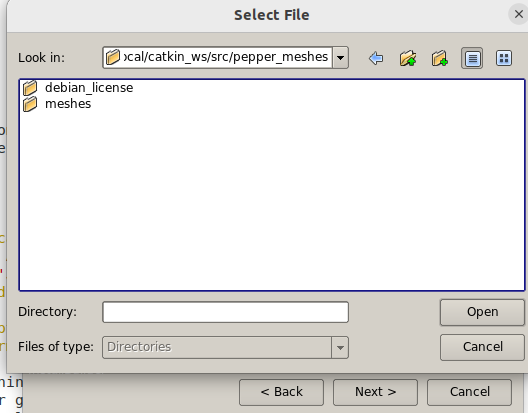 Select File
Look in: ocal/catkin_ws/src/pepper_meshes
debian_license
meshes
Directory:
Open
Files of type: Directories
Cancel
< Back
Next >
Cancel